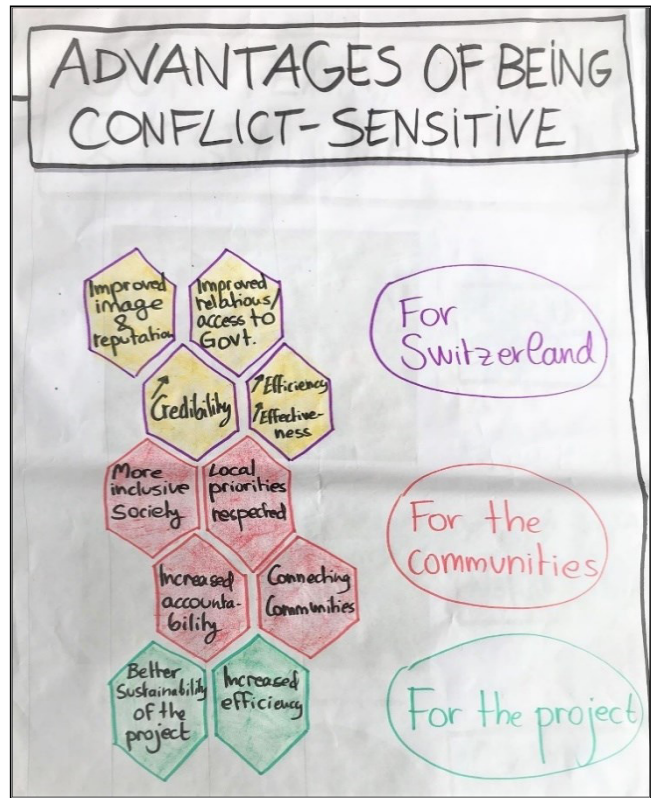 ADVANTAGES OF BEING
CONFLICT-SENSITIVE
Improved
image
&
reputation
Improved
relations/
access to
Govt.
For
Switzerland
↗
Credibility
↗ Efficiency
↗ Effective-
ness
More
inclusive
Society
Local
priorities
respected
For the
communities
Increased
accounta-
bility
Connecting
Communities
Better
Sustainability
of the
project
Increased
efficiency
For the project